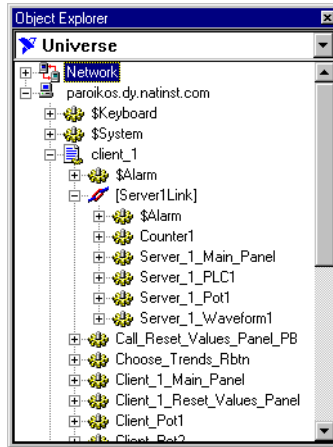 Object Explorer
Universe
Network
paroikos.dy.natinst.com
$Keyboard
$System
client_1
$Alarm
[Server1Link]
$Alarm
Counter1
Server_1_Main_Panel
Server_1_PLC1
Server_1_Pot1
Server_1_Waveform1
Call_Reset_Values_Panel_PB
Choose_Trends_Rbtn
Client_1_Main_Panel
Client_1_Reset_Values_Panel
Client_Pot1
Client_Pot2